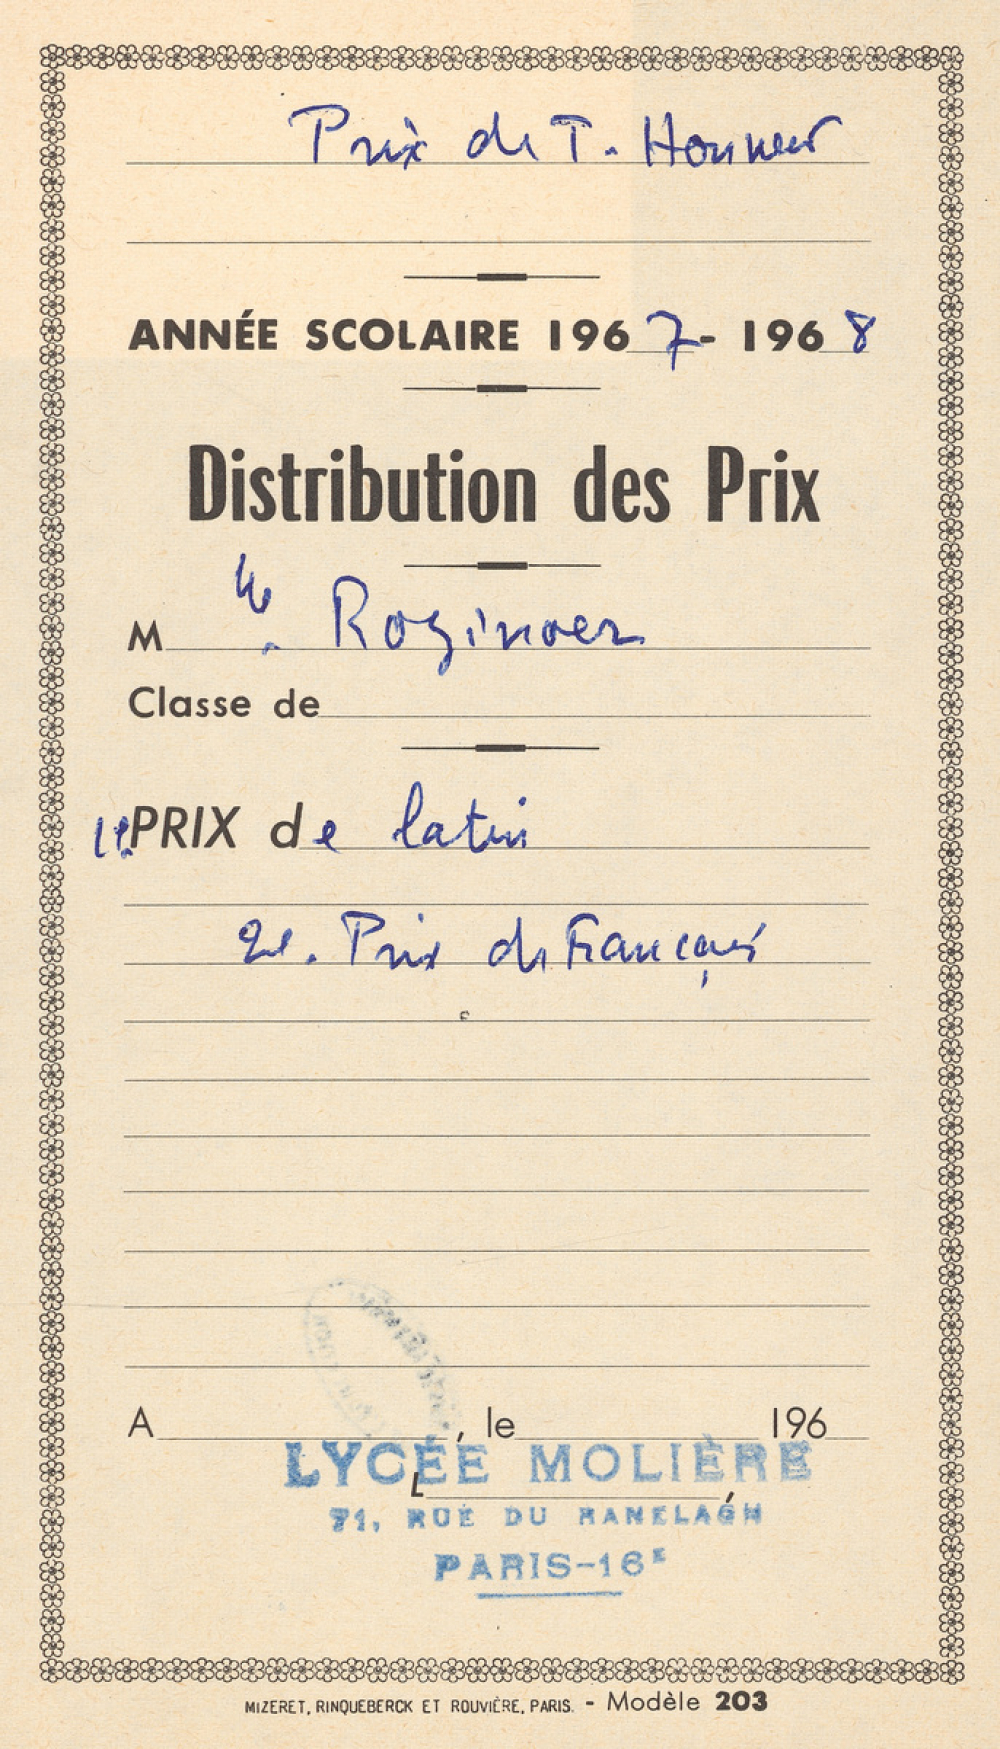 Prix de T. Honneur
ANNÉE SCOLAIRE 1967 - 1968
Distribution des Prix
Mlle. Roginoer
Classe de
1er. PRIX de latin
2e. Prix de Français
A , le 196
LYCÉE MOLIÈRE
L ,
71, RUE DU RANELAGH
PARIS-16E
MIZERET, RINQUEBERCK ET ROUVIÈRE, PARIS. - Modèle 203